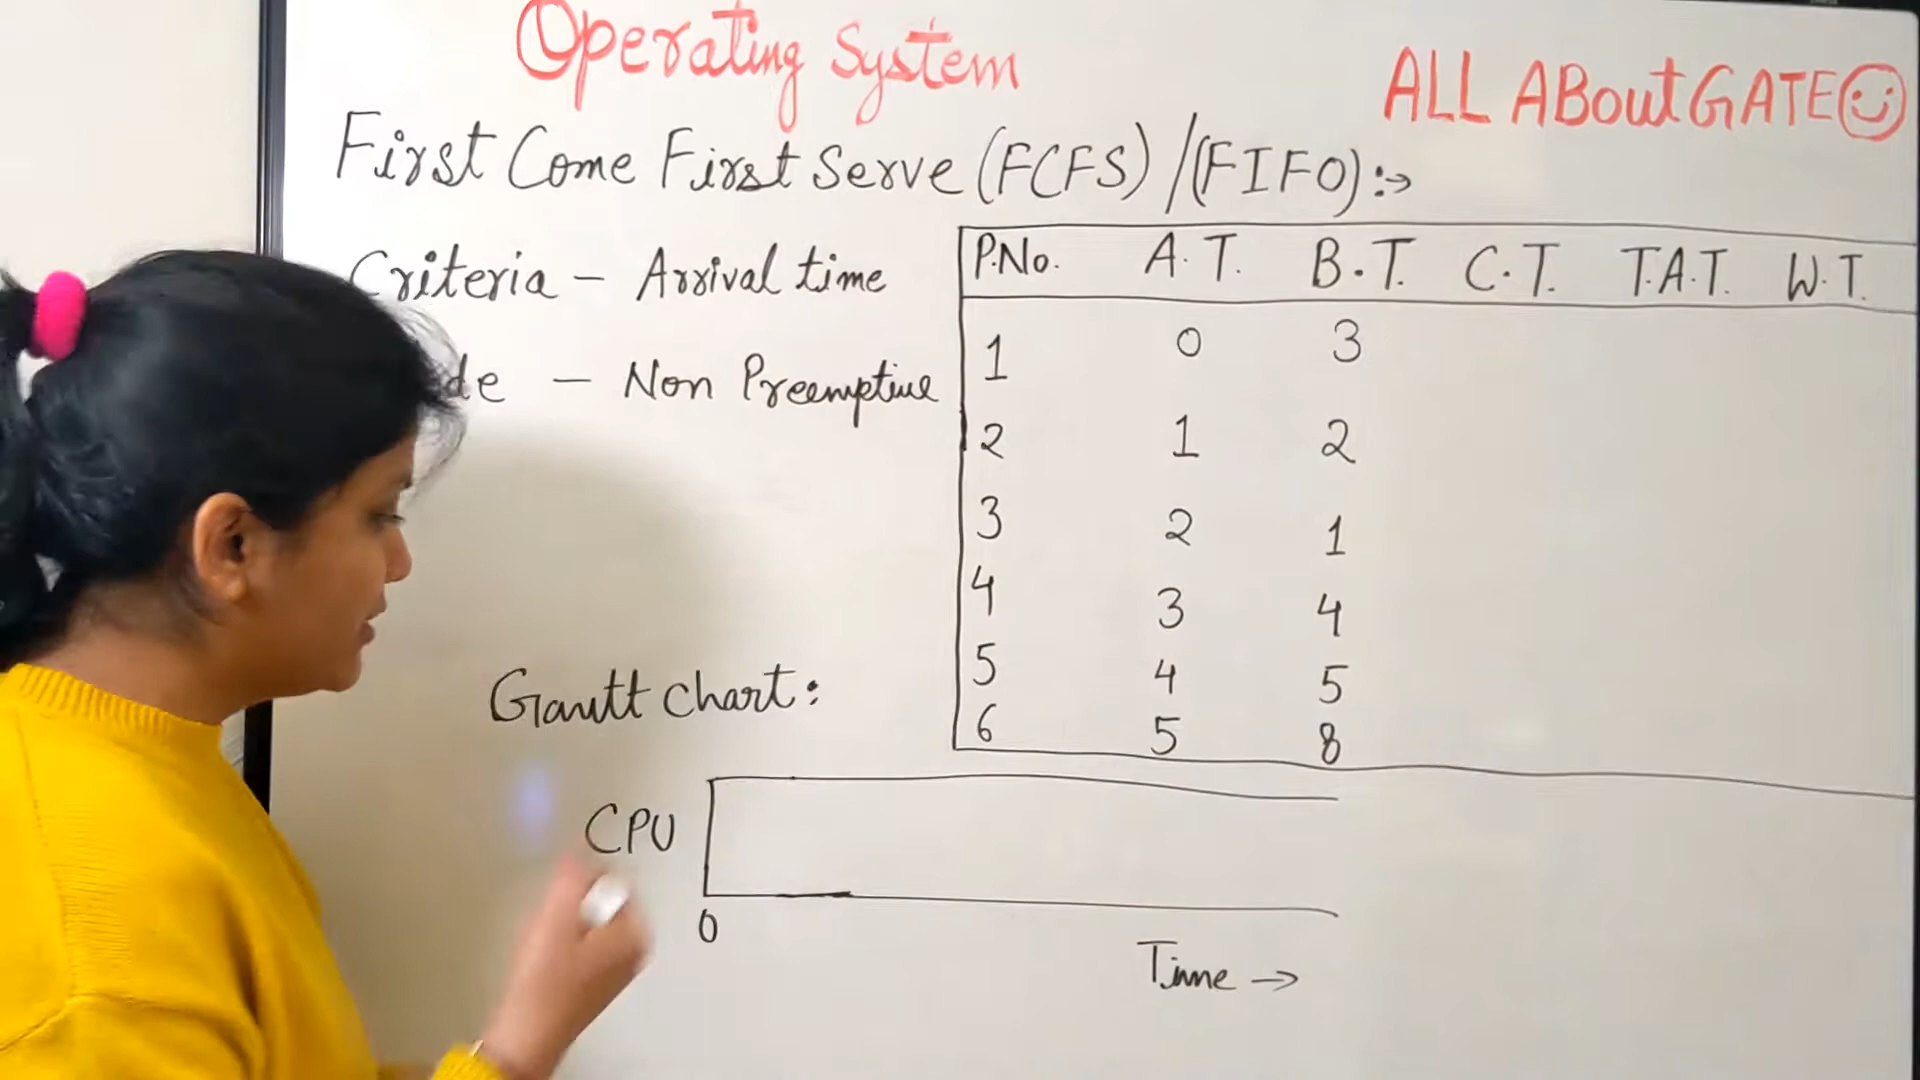 Operating System
ALL ABout GATE
First Come First Serve (FCFS) / (FIFO):→
Criteria – Arrival time
– Non Preemptive
P.No. A.T. B.T. C.T. T.A.T. W.T.
1 0 3
2 1 2
3 2 1
4 3 4
5 4 5
6 5 8
Gantt Chart:
CPU
0
Time →